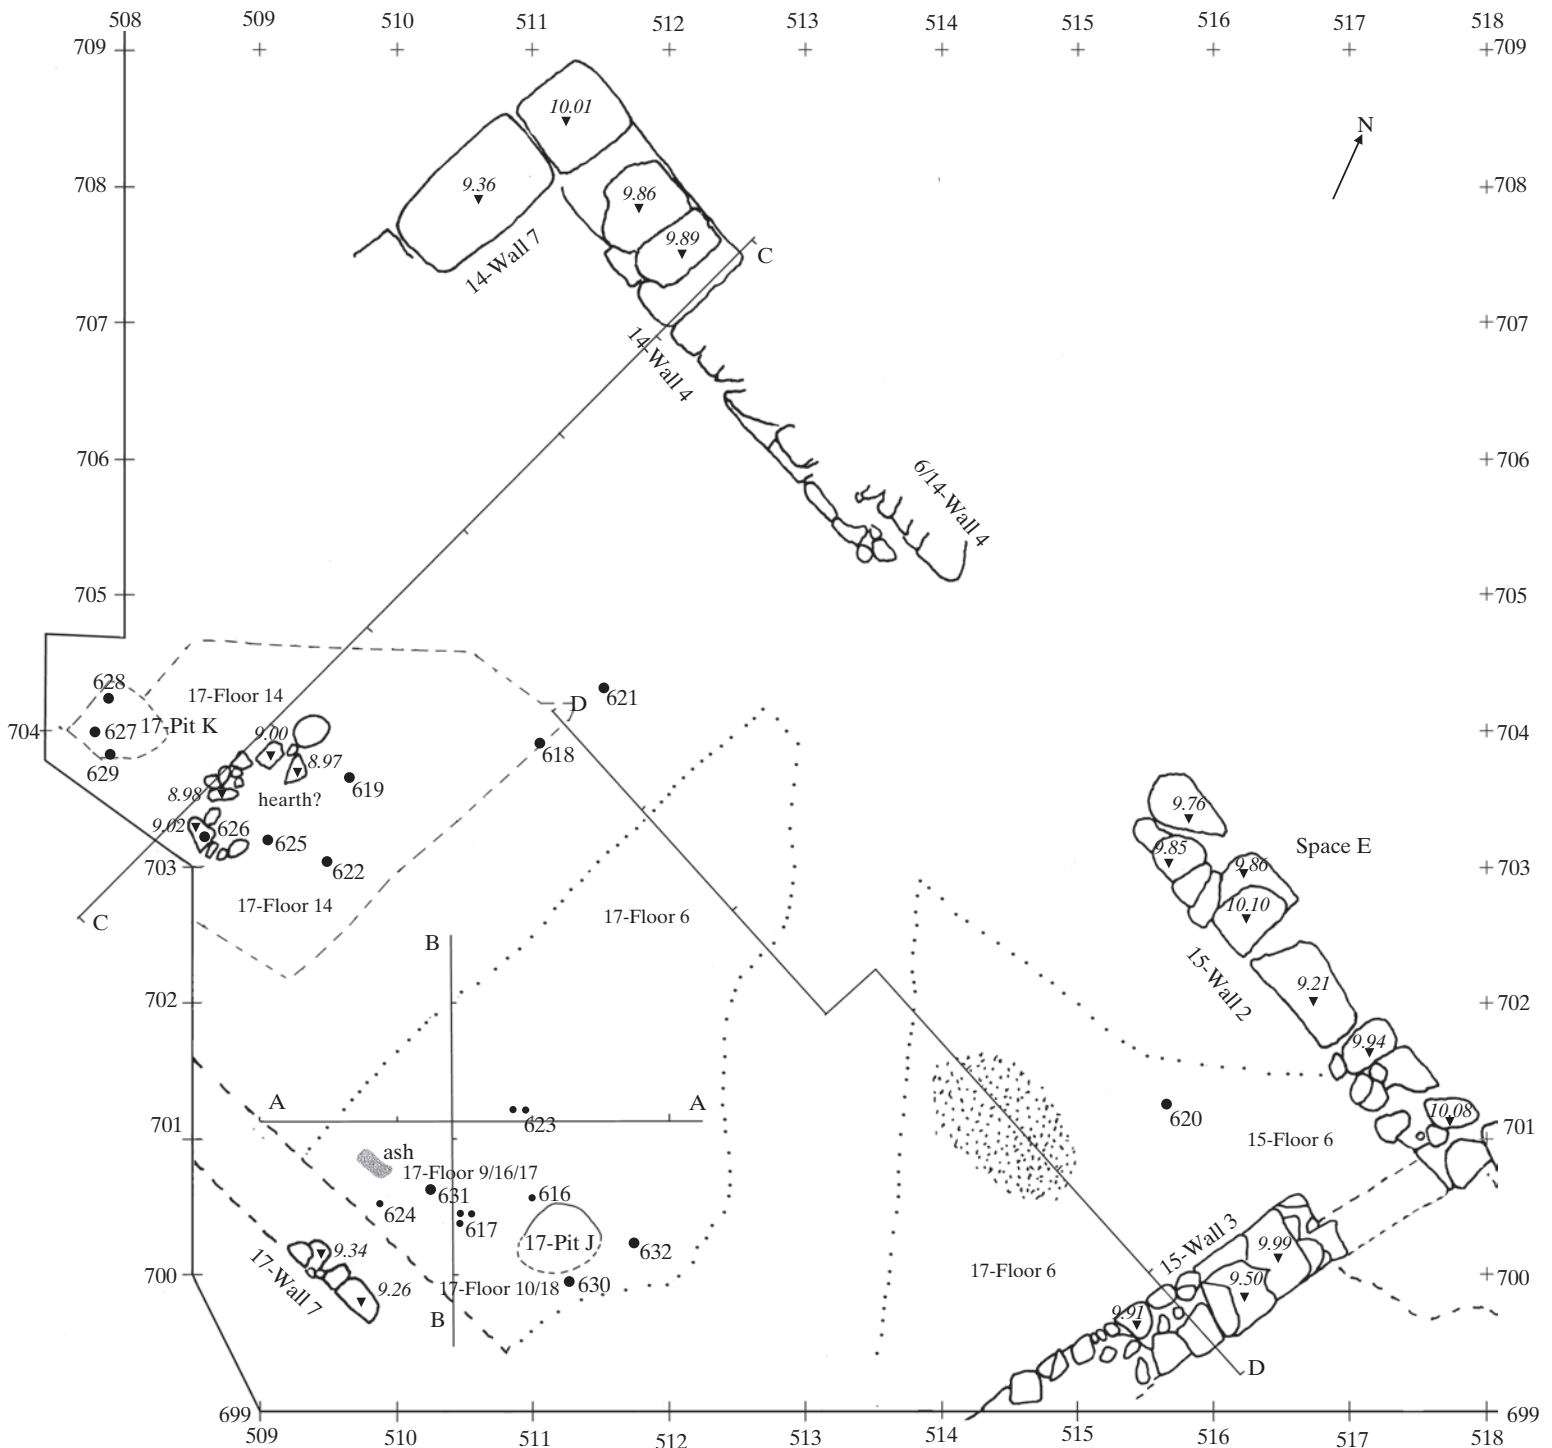 508 509 510 511 512 513 514 515 516 517 518
709 709
10.01
N
9.36
708 9.86 708
9.89
14-Wall 7
C
707 707
14-Wall 4
706 706
6/14-Wall 4
705 705
628
17-Floor 14
D
621
704 627 17-Pit K
9.00
618
629
8.97
619
8.98
hearth?
9.76
9.02 626
625
Space E
9.85
9.86
703 622 703
17-Floor 14
10.10
C
17-Floor 6
B
15-Wall 2
9.21
702 702
9.94
A A
10.08
701 623 620 701
15-Floor 6
ash
17-Floor 9/16/17
631 616
624
617
15-Wall 3
17-Pit J
9.34
632
9.99
17-Wall 7
17-Floor 6
700 700
9.26
17-Floor 10/18 630
9.50
B
9.91
D
699 699
509 510 511 512 513 514 515 516 517 518